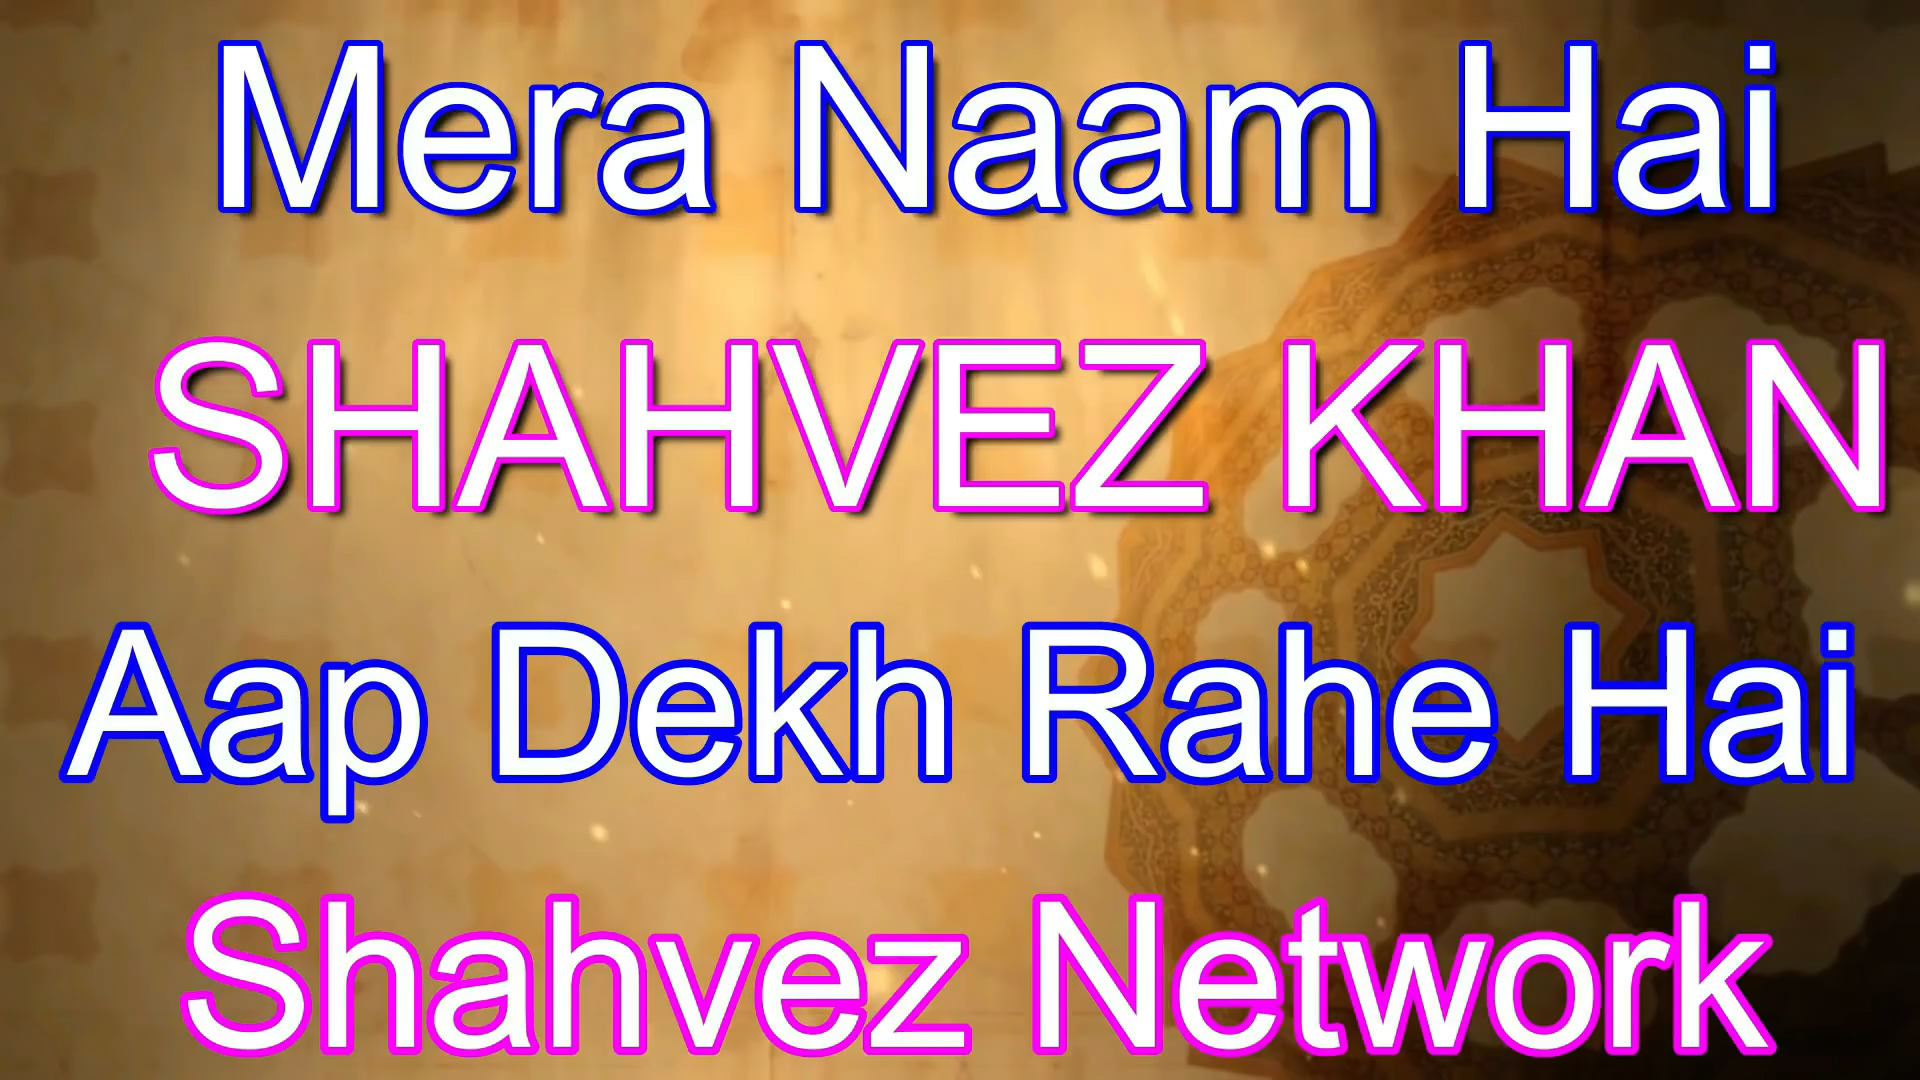 Mera Naam Hai
SHAHVEZ KHAN
Aap Dekh Rahe Hai
Shahvez Network